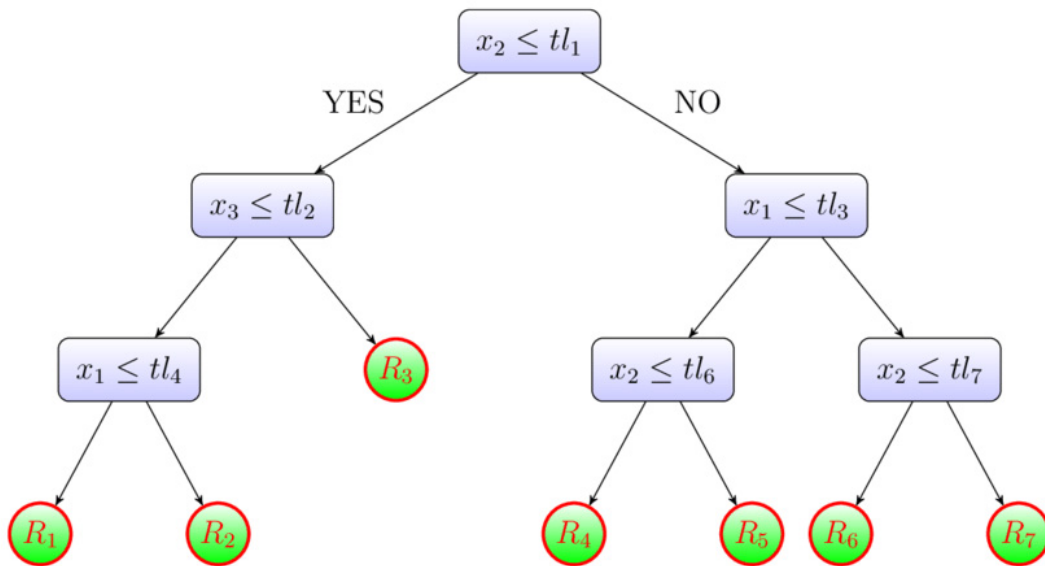 x₂ ≤ tl₁
YES
NO
x₃ ≤ tl₂
x₁ ≤ tl₃
x₁ ≤ tl₄
R₃
x₂ ≤ tl₆
x₂ ≤ tl₇
R₁
R₂
R₄
R₅
R₆
R₇